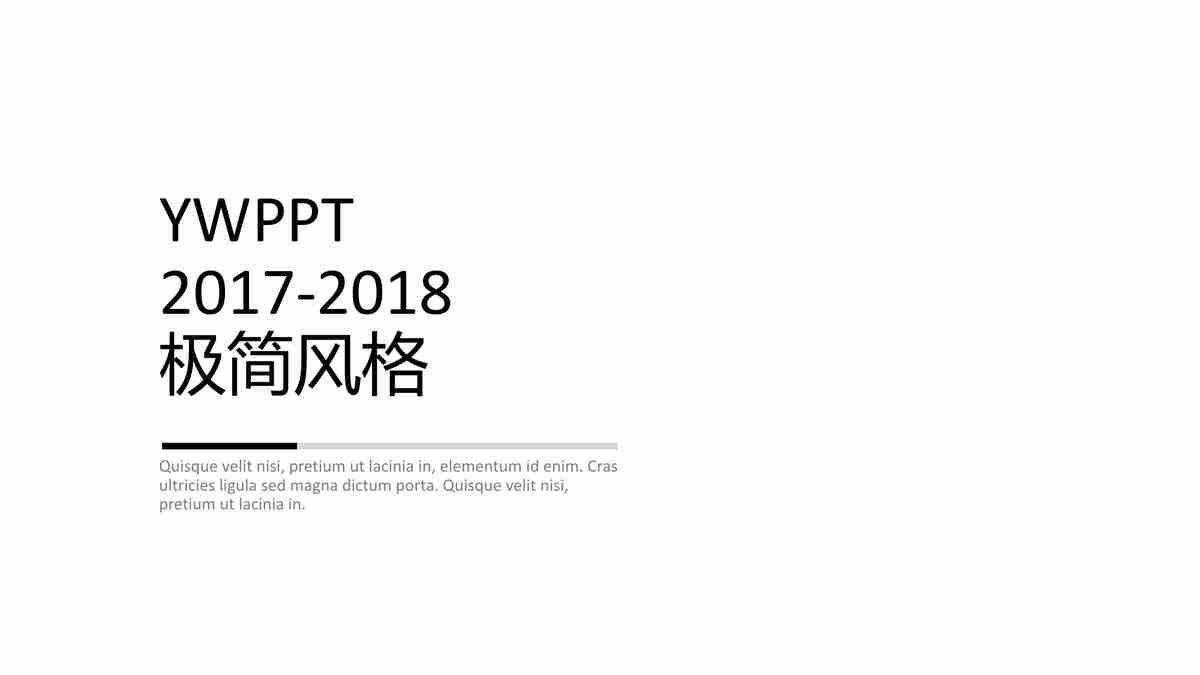 YWPPT
2017-2018
极简风格
Quisque velit nisi, pretium ut lacinia in, elementum id enim. Cras
ultricies ligula sed magna dictum porta. Quisque velit nisi,
pretium ut lacinia in.